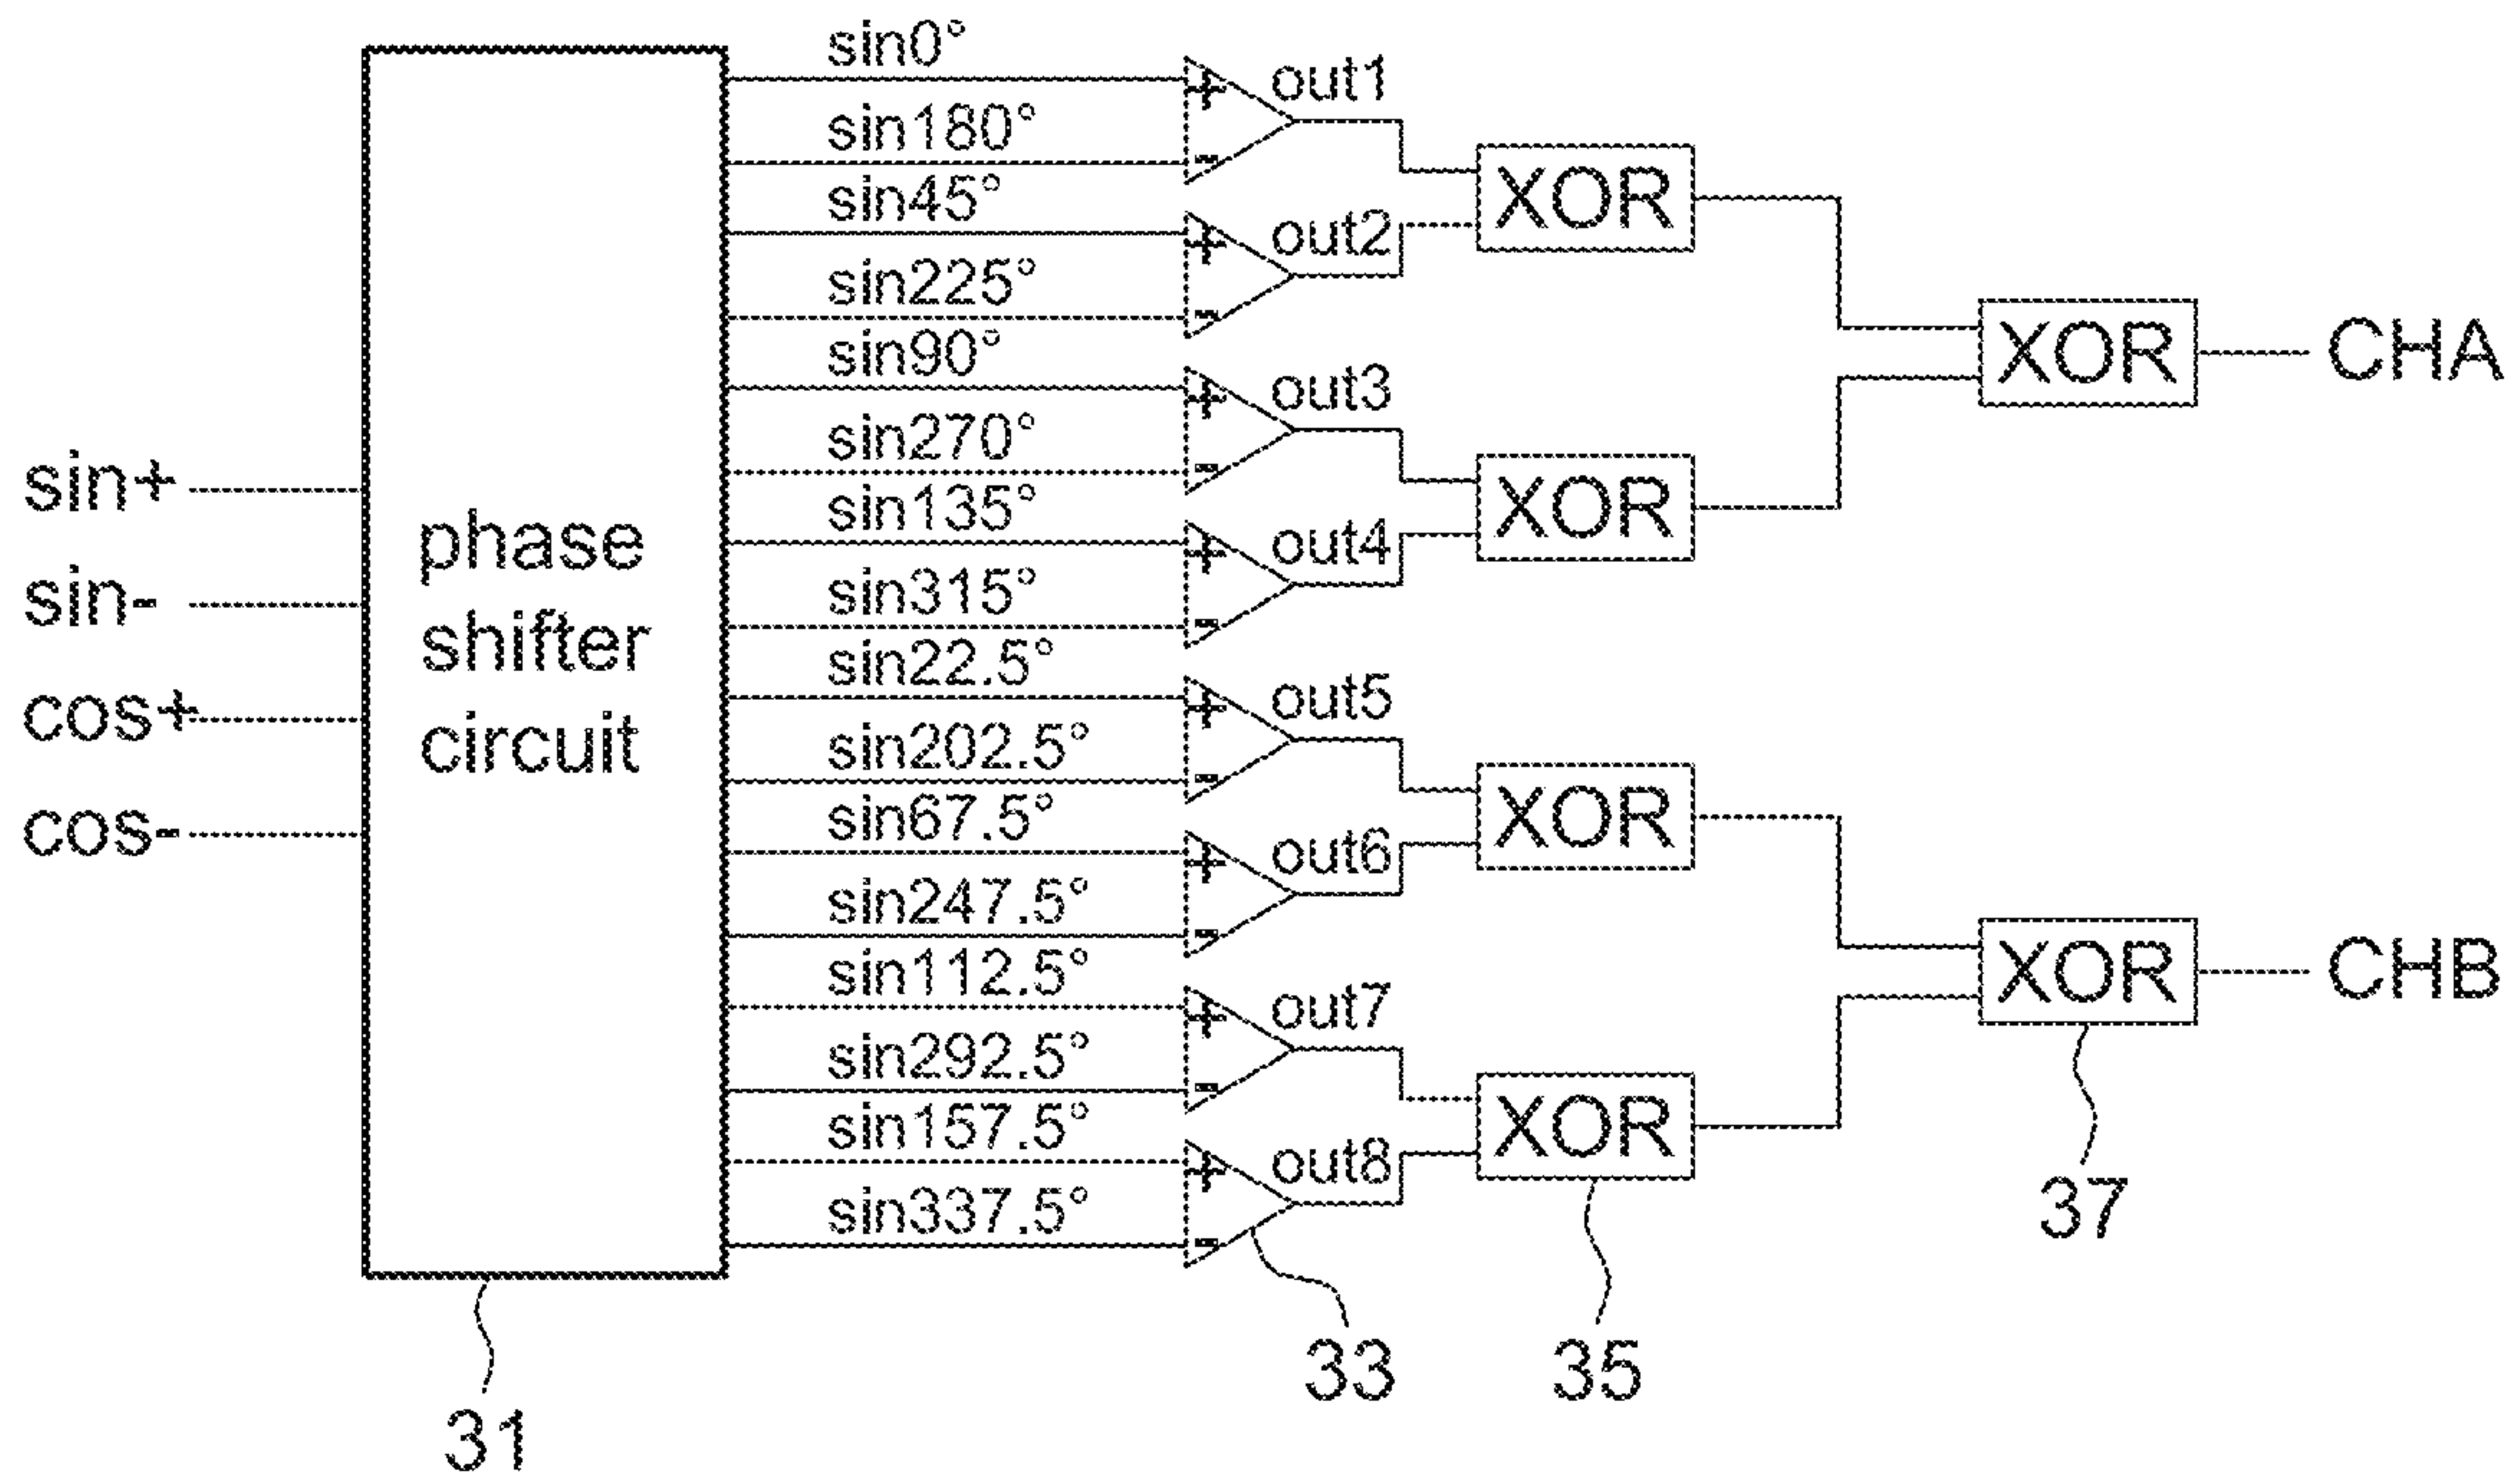 sin+
sin-
cos+
cos-
phase
shifter
circuit
31
sin0°
sin180°
sin45°
sin225°
sin90°
sin270°
sin135°
sin315°
sin22.5°
sin202.5°
sin67.5°
sin247.5°
sin112.5°
sin292.5°
sin157.5°
sin337.5°
+
-
out1
+
-
out2
+
-
out3
+
-
out4
+
-
out5
+
-
out6
+
-
out7
+
-
out8
33
XOR
XOR
XOR
XOR
35
XOR
CHA
XOR
CHB
37